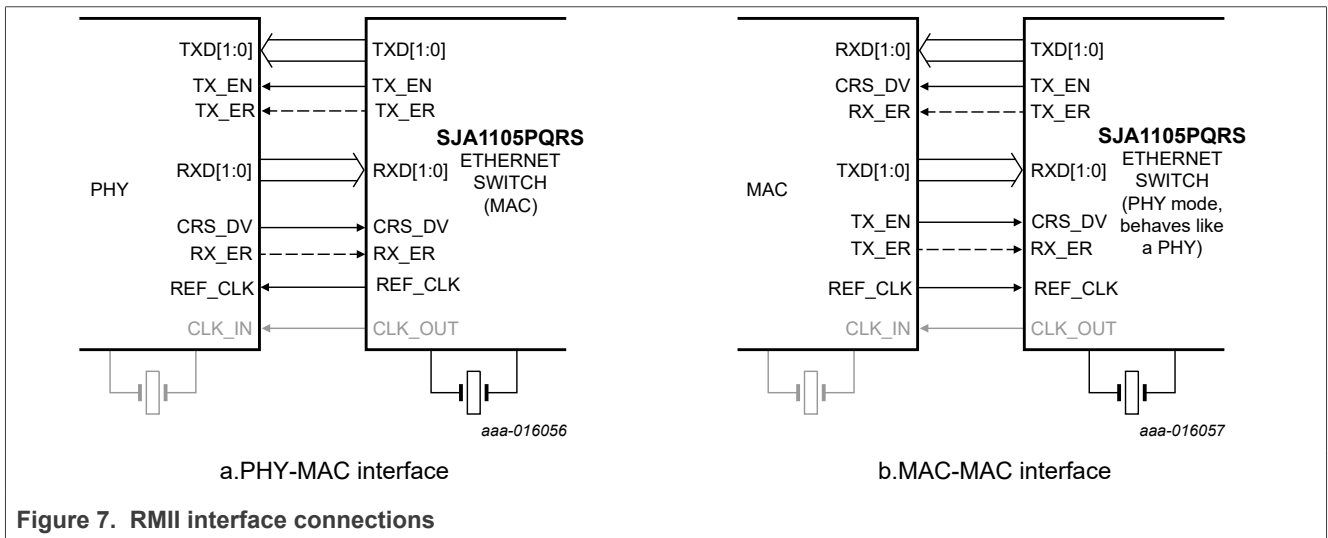 TXD[1:0] TXD[1:0]
TX_EN TX_EN
TX_ER TX_ER
SJA1105PQRS
ETHERNET
SWITCH
(MAC)
PHY
RXD[1:0] RXD[1:0]
CRS_DV CRS_DV
RX_ER RX_ER
REF_CLK REF_CLK
CLK_IN CLK_OUT
aaa-016056
a.PHY-MAC interface
RXD[1:0] TXD[1:0]
CRS_DV TX_EN
RX_ER TX_ER
SJA1105PQRS
ETHERNET
SWITCH
(PHY mode,
behaves like
a PHY)
MAC
TXD[1:0] RXD[1:0]
TX_EN CRS_DV
TX_ER RX_ER
REF_CLK REF_CLK
CLK_IN CLK_OUT
aaa-016057
b.MAC-MAC interface
Figure 7. RMII interface connections